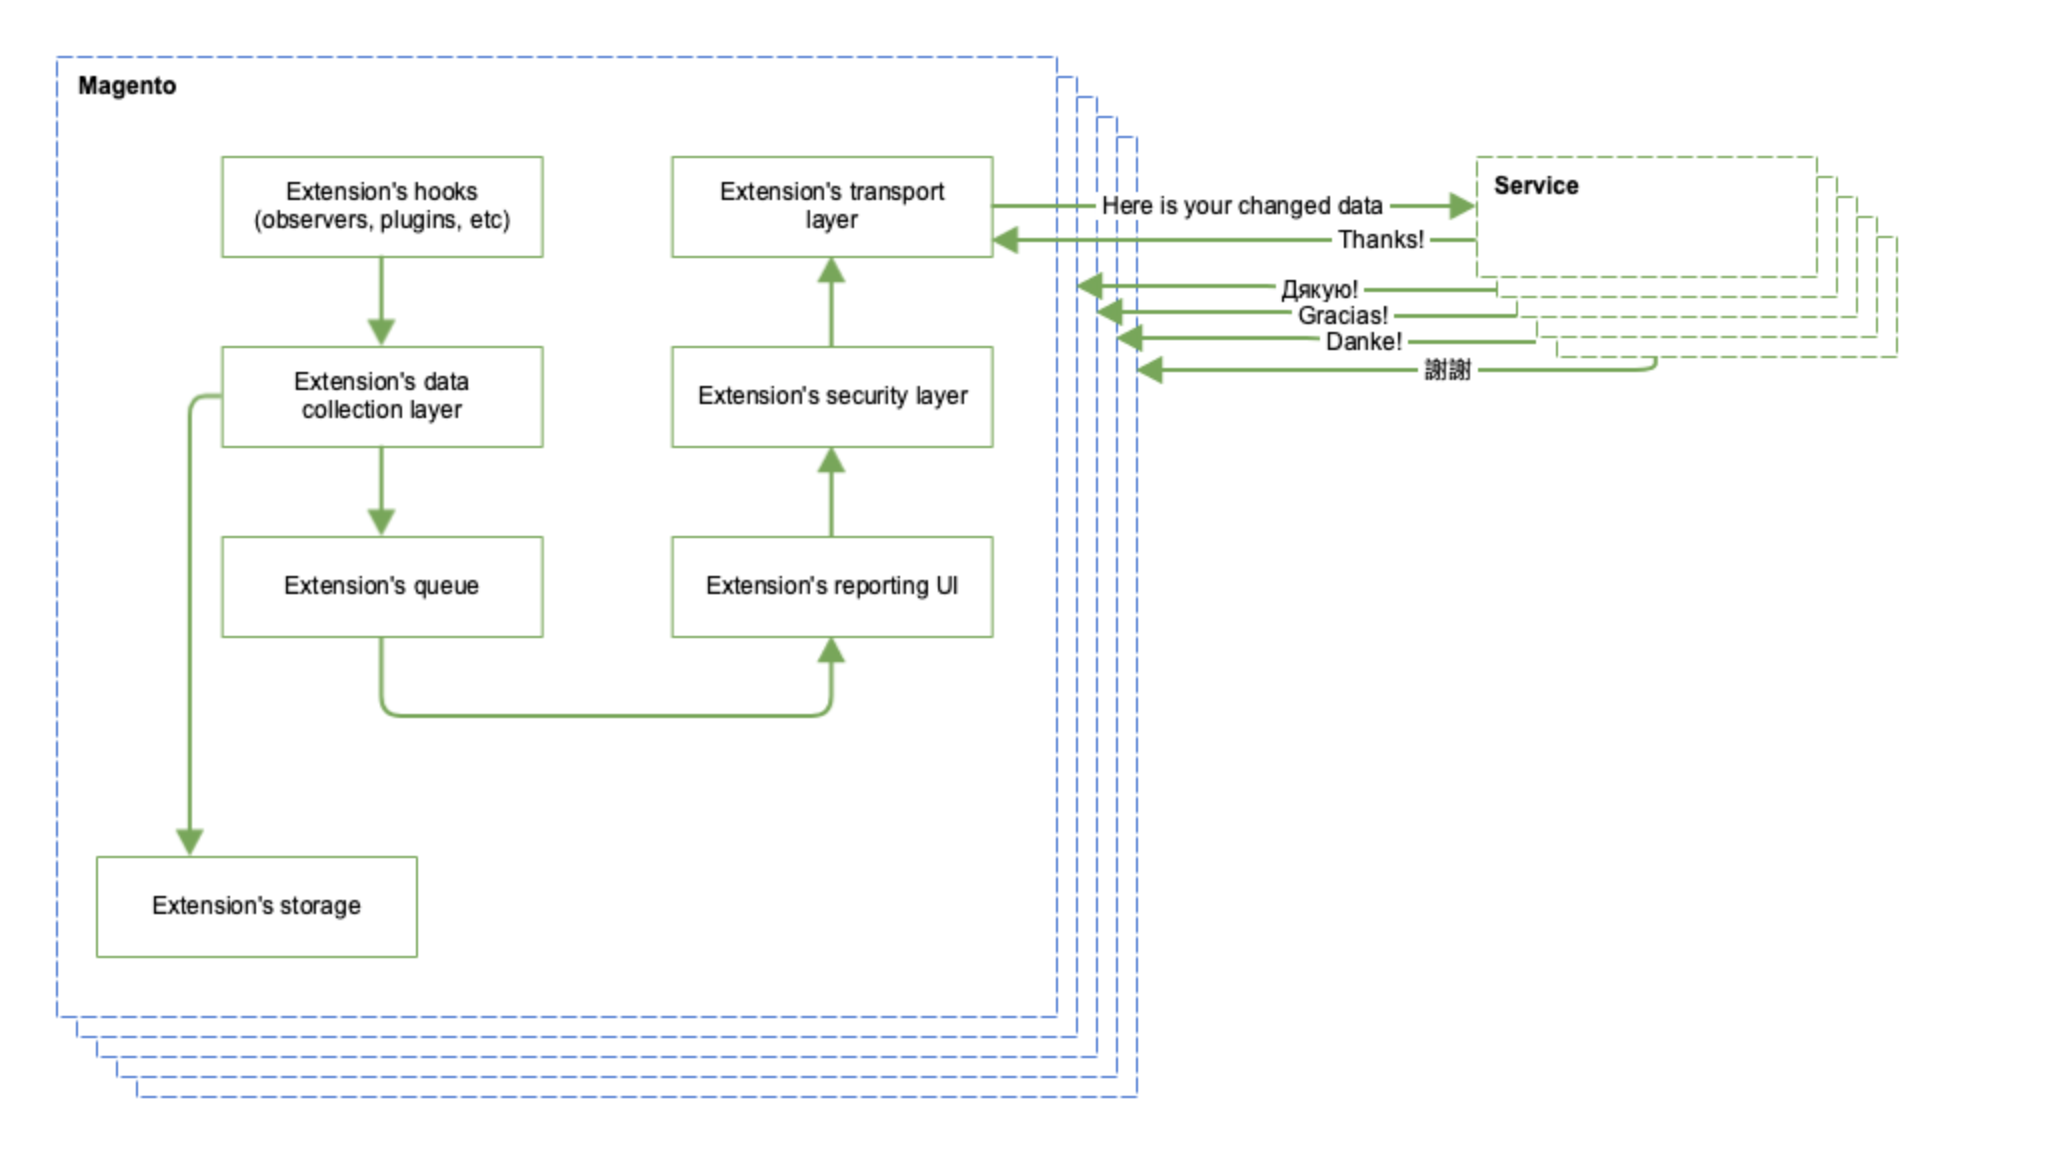 Magento
Extension's hooks
(observers, plugins, etc)
Extension's transport
layer
Here is your changed data
Service
Thanks!
Дякую!
Gracias!
Danke!
謝謝
Extension's data
collection layer
Extension's security layer
Extension's queue
Extension's reporting UI
Extension's storage